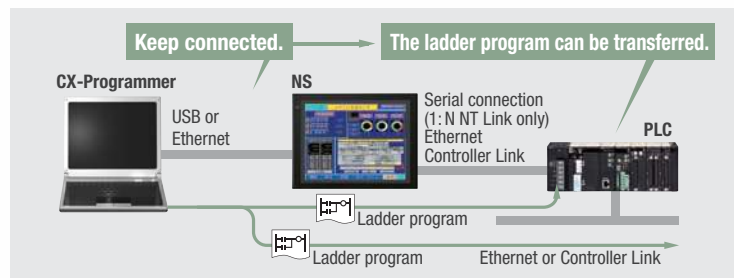 Keep connected.
The ladder program can be transferred.
CX-Programmer
NS
USB or
Ethernet
Serial connection
(1: N NT Link only)
Ethernet
Controller Link
PLC
Ladder program
Ladder program
Ethernet or Controller Link